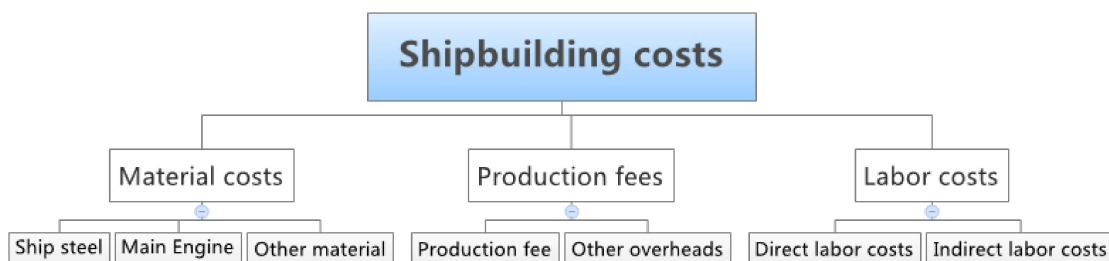 Shipbuilding costs
Material costs
Production fees
Labor costs
Ship steel
Main Engine
Other material
Production fee
Other overheads
Direct labor costs
Indirect labor costs